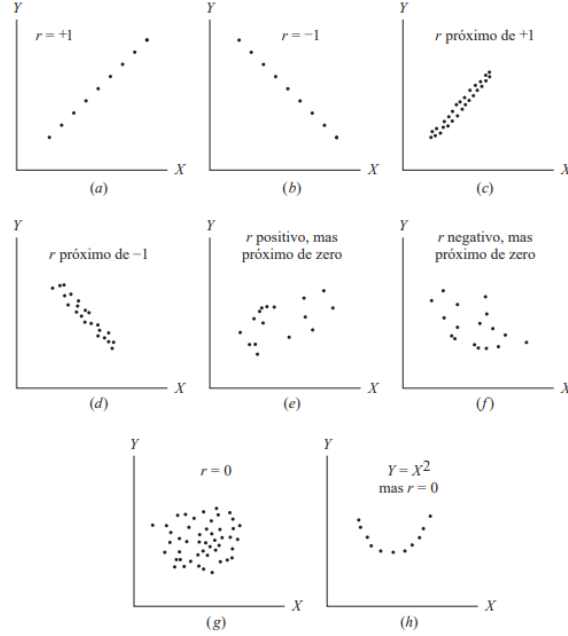 Y
r = +1
X
(a)
Y
r = −1
X
(b)
Y
r próximo de +1
X
(c)
Y
r próximo de −1
X
(d)
Y
r positivo, mas
próximo de zero
X
(e)
Y
r negativo, mas
próximo de zero
X
(f)
Y
r = 0
X
(g)
Y
Y = X²
mas r = 0
X
(h)